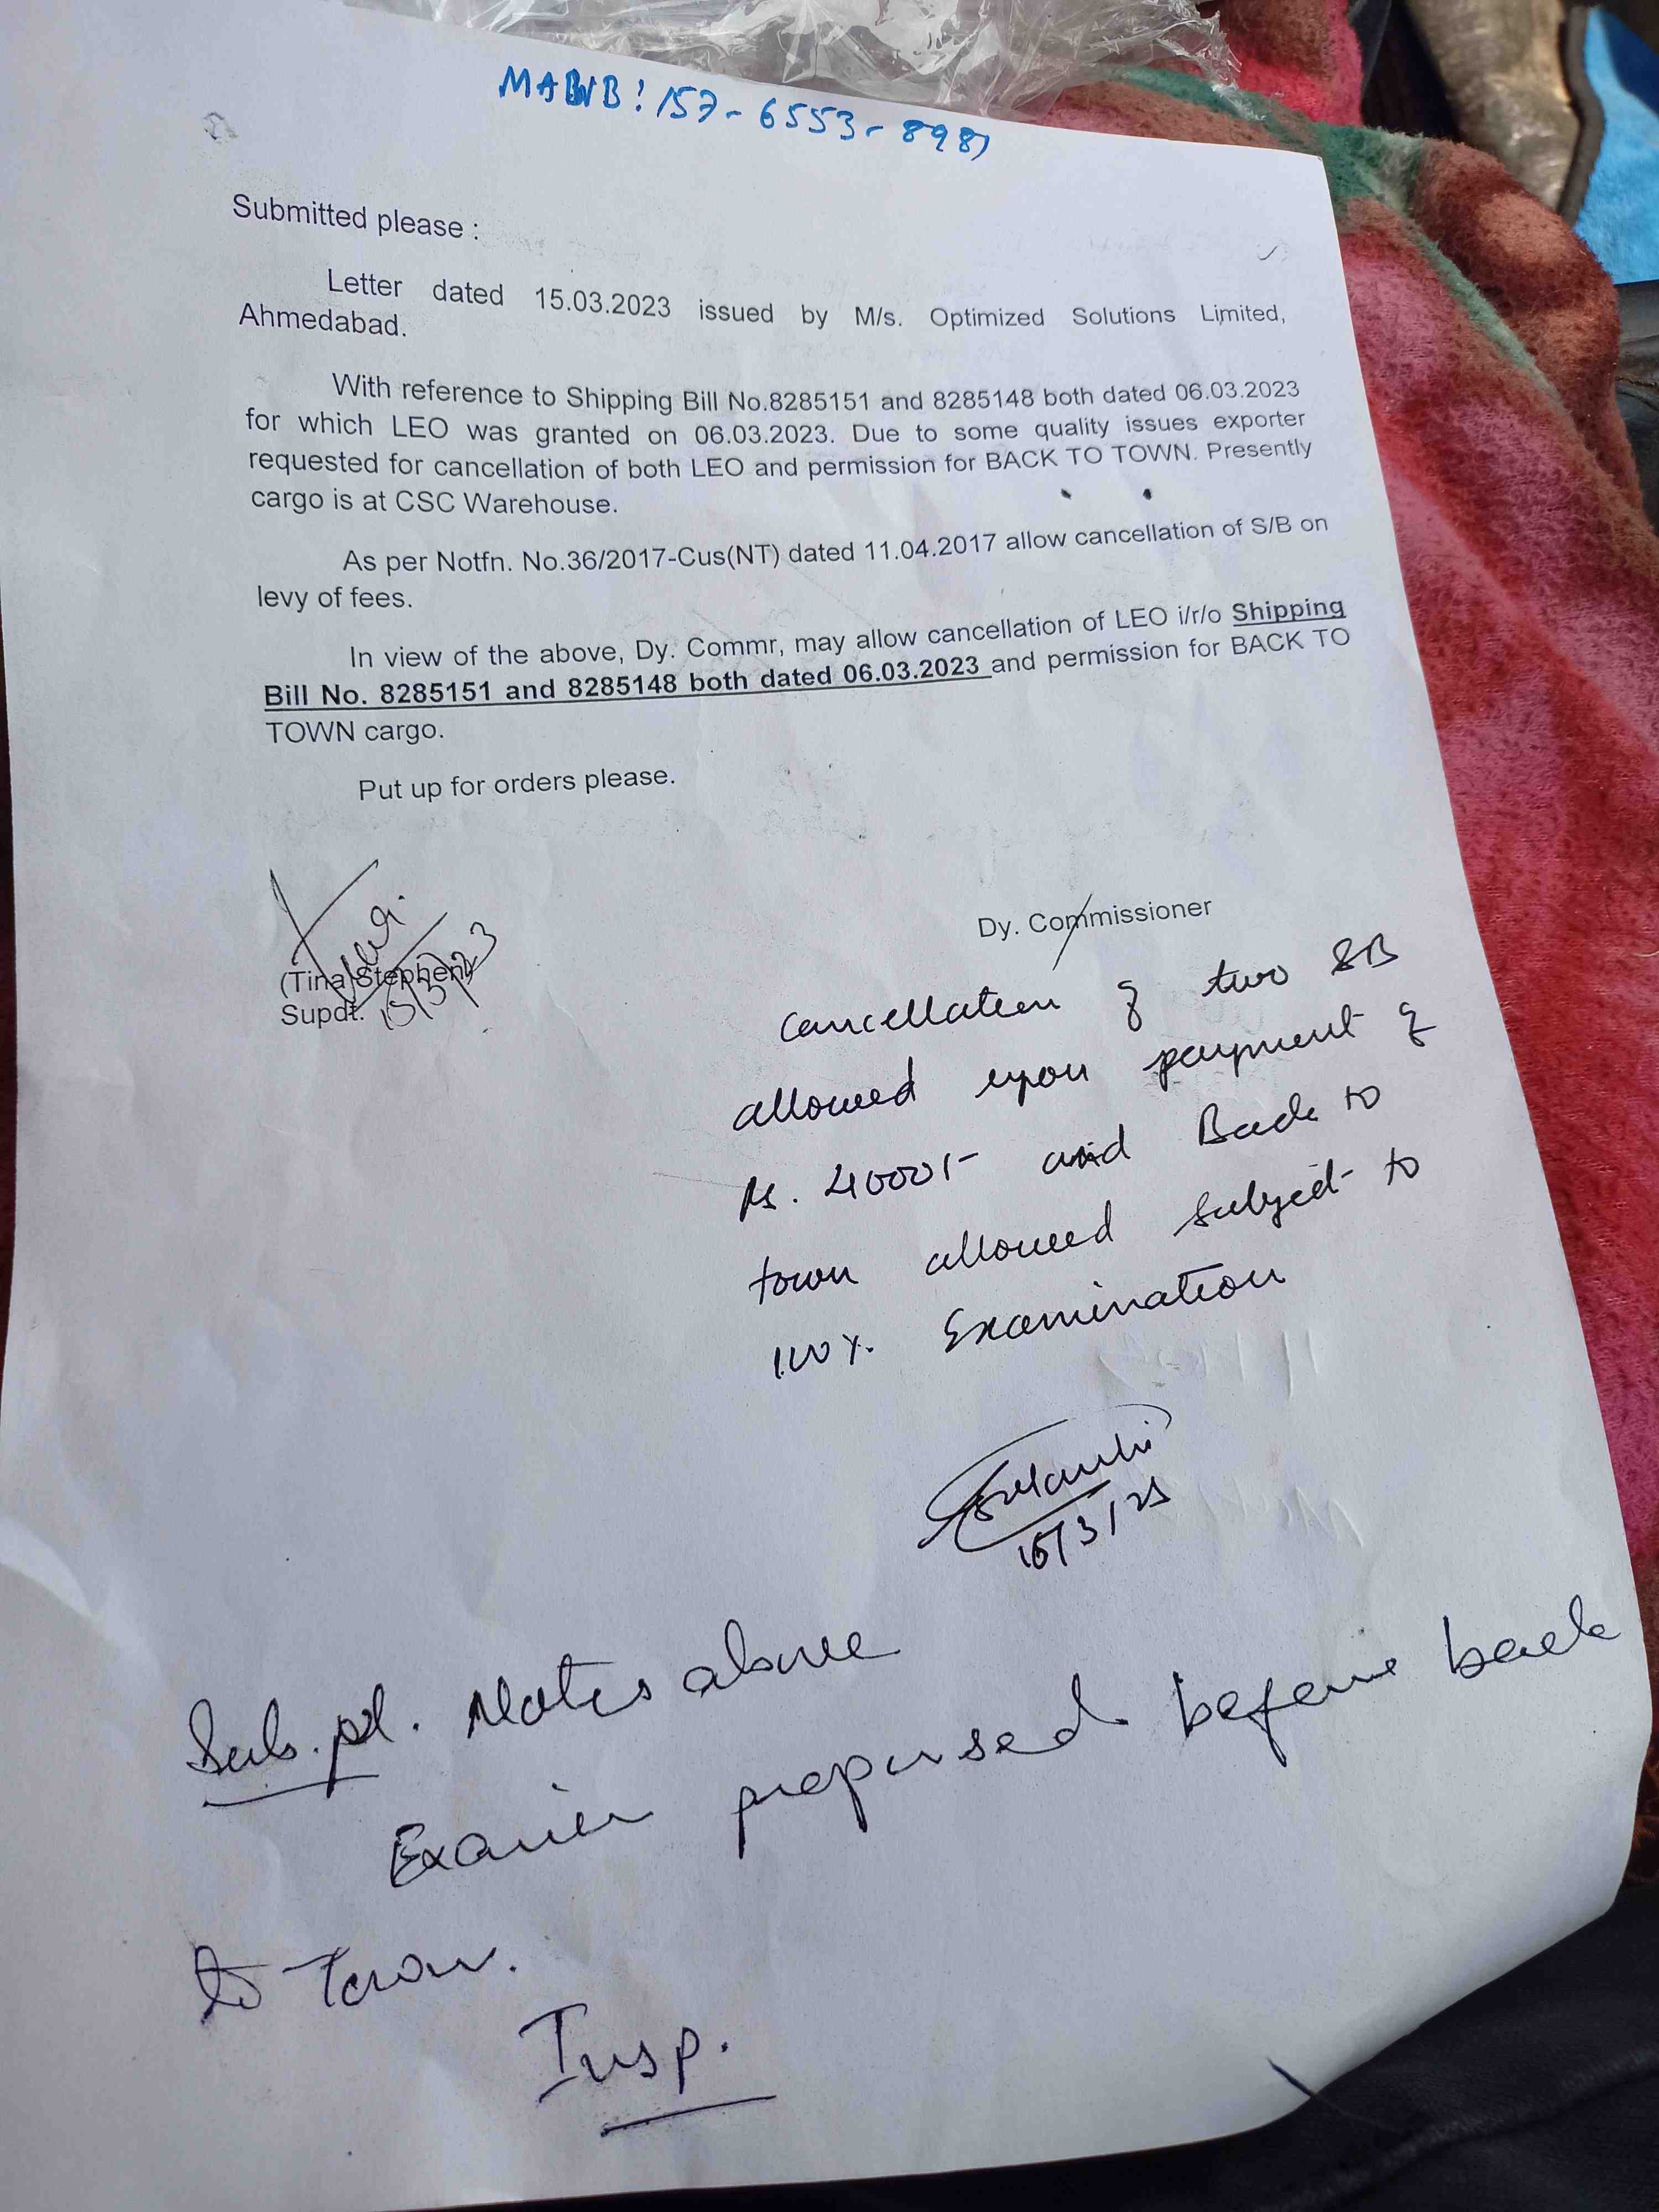 MAWB: 157-6553-898
Submitted please :
Letter dated 15.03.2023 issued by M/s. Optimized Solutions Limited,
Ahmedabad.
With reference to Shipping Bill No.8285151 and 8285148 both dated 06.03.2023
for which LEO was granted on 06.03.2023. Due to some quality issues exporter
requested for cancellation of both LEO and permission for BACK TO TOWN. Presently
cargo is at CSC Warehouse.
As per Notfn. No.36/2017-Cus(NT) dated 11.04.2017 allow cancellation of S/B on
levy of fees.
In view of the above, Dy. Commr, may allow cancellation of LEO i/r/o Shipping
Bill No. 8285151 and 8285148 both dated 06.03.2023 and permission for BACK TO
TOWN cargo.
Put up for orders please.
(Tina Stephen)
Supdt. 15/3/23
Dy. Commissioner
Cancellation of two SB
allowed upon payment of
Rs. 4000/- and Back to
town allowed subject to
100%. Examination
15/3/23
Sub. pl. Notes above
Examin proposed before back
to Town.
Insp.